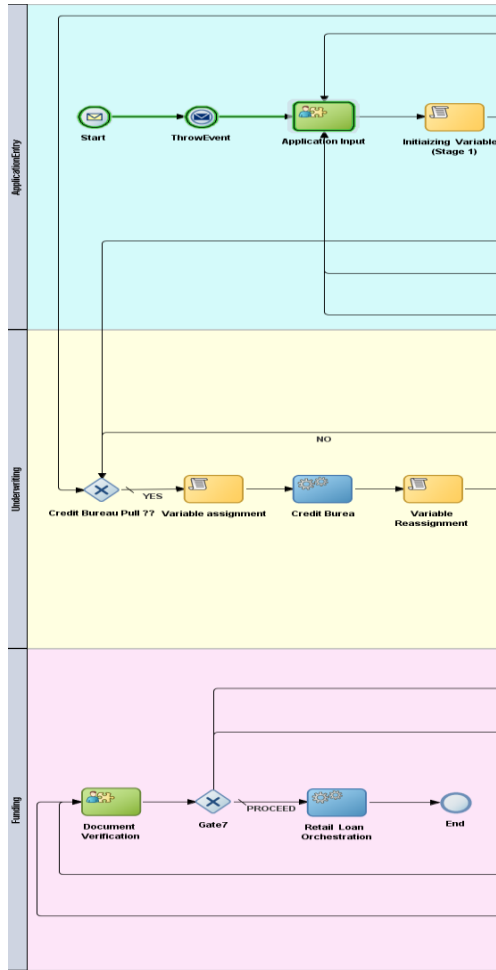 ApplicationEntry
Start
ThrowEvent
Application Input
Initiaizing Variable
(Stage 1)
Underwriting
NO
YES
Credit Bureau Pull ??
Variable assignment
Credit Burea
Variable
Reassignment
Funding
PROCEED
Document
Verification
Gate7
Retail Loan
Orchestration
End